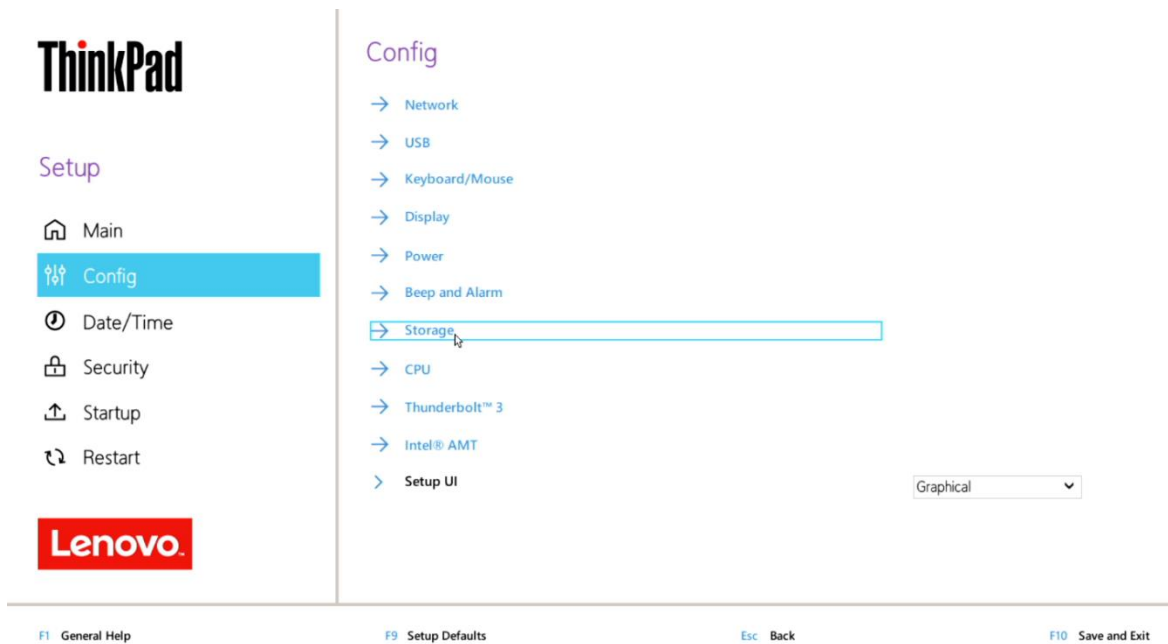 ThinkPad
Setup
Main
Config
Date/Time
Security
Startup
Restart
Lenovo™
Config
Network
USB
Keyboard/Mouse
Display
Power
Beep and Alarm
Storage
CPU
Thunderbolt™ 3
Intel® AMT
Setup UI Graphical
F1 General Help F9 Setup Defaults Esc Back F10 Save and Exit